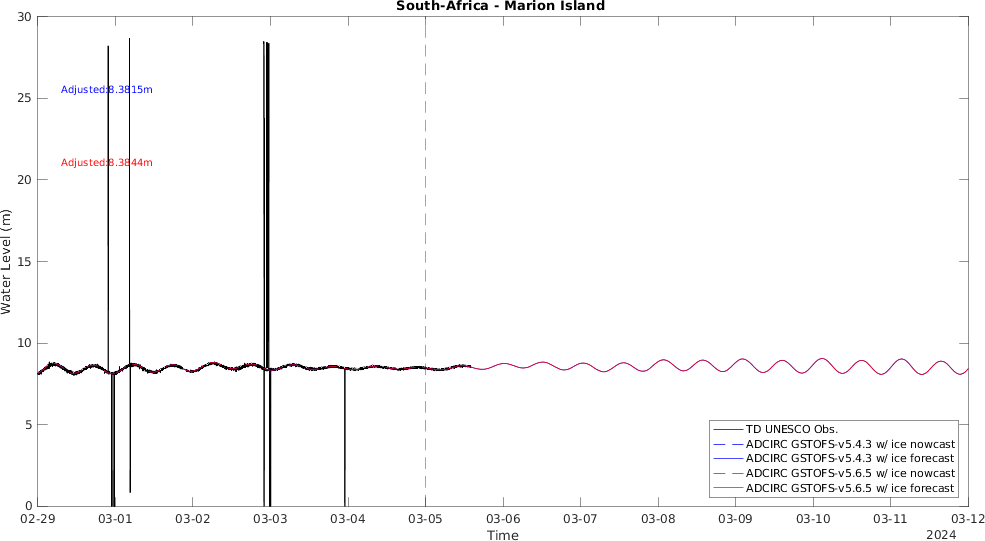 South-Africa - Marion Island
Water Level (m)
30
25
20
15
10
5
0
Adjusted:8.3815m
Adjusted:8.3844m
TD UNESCO Obs.
ADCIRC GSTOFS-v5.4.3 w/ ice nowcast
ADCIRC GSTOFS-v5.4.3 w/ ice forecast
ADCIRC GSTOFS-v5.6.5 w/ ice nowcast
ADCIRC GSTOFS-v5.6.5 w/ ice forecast
02-29 03-01 03-02 03-03 03-04 03-05 03-06 03-07 03-08 03-09 03-10 03-11 03-12
Time
2024